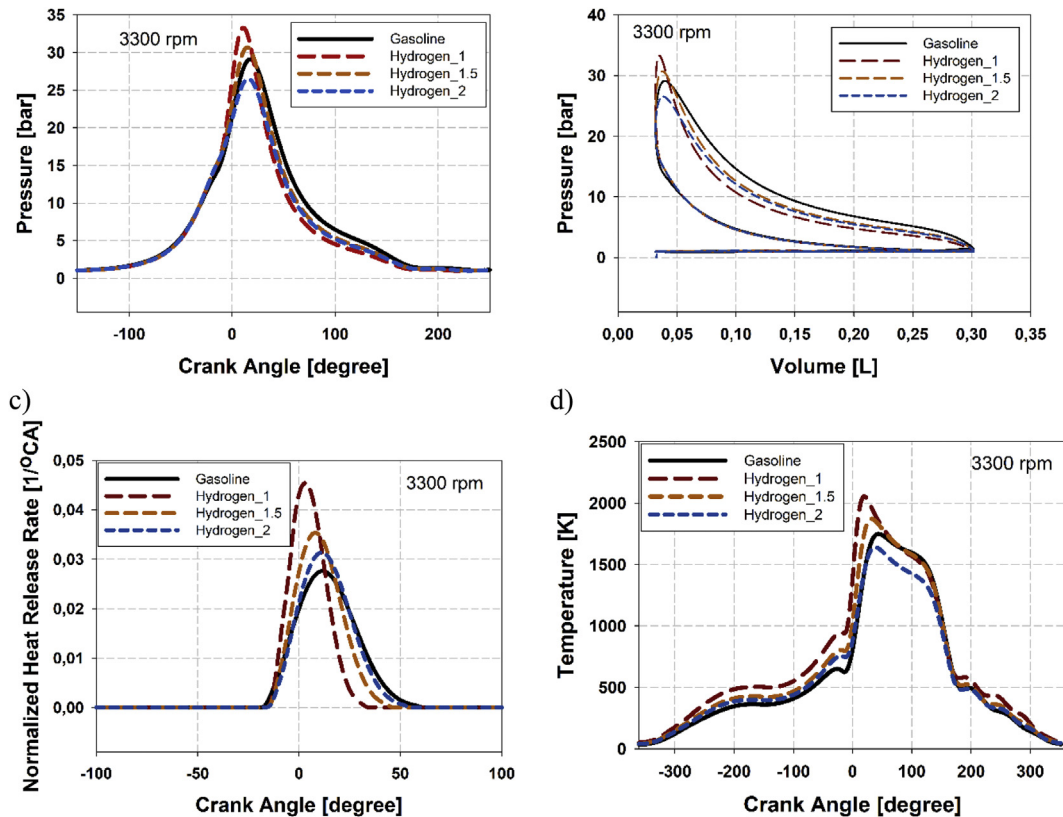 3300 rpm
Gasoline
Hydrogen_1
Hydrogen_1.5
Hydrogen_2
Pressure [bar]
35
30
25
20
15
10
5
0
-100 0 100 200
Crank Angle [degree]
3300 rpm
Gasoline
Hydrogen_1
Hydrogen_1.5
Hydrogen_2
Pressure [bar]
40
30
20
10
0
0,00 0,05 0,10 0,15 0,20 0,25 0,30 0,35
Volume [L]
c)
3300 rpm
Gasoline
Hydrogen_1
Hydrogen_1.5
Hydrogen_2
Normalized Heat Release Rate [1/ºCA]
0,05
0,04
0,03
0,02
0,01
0,00
-100 -50 0 50 100
Crank Angle [degree]
d)
3300 rpm
Gasoline
Hydrogen_1
Hydrogen_1.5
Hydrogen_2
Temperature [K]
2500
2000
1500
1000
500
0
-300 -200 -100 0 100 200 300
Crank Angle [degree]